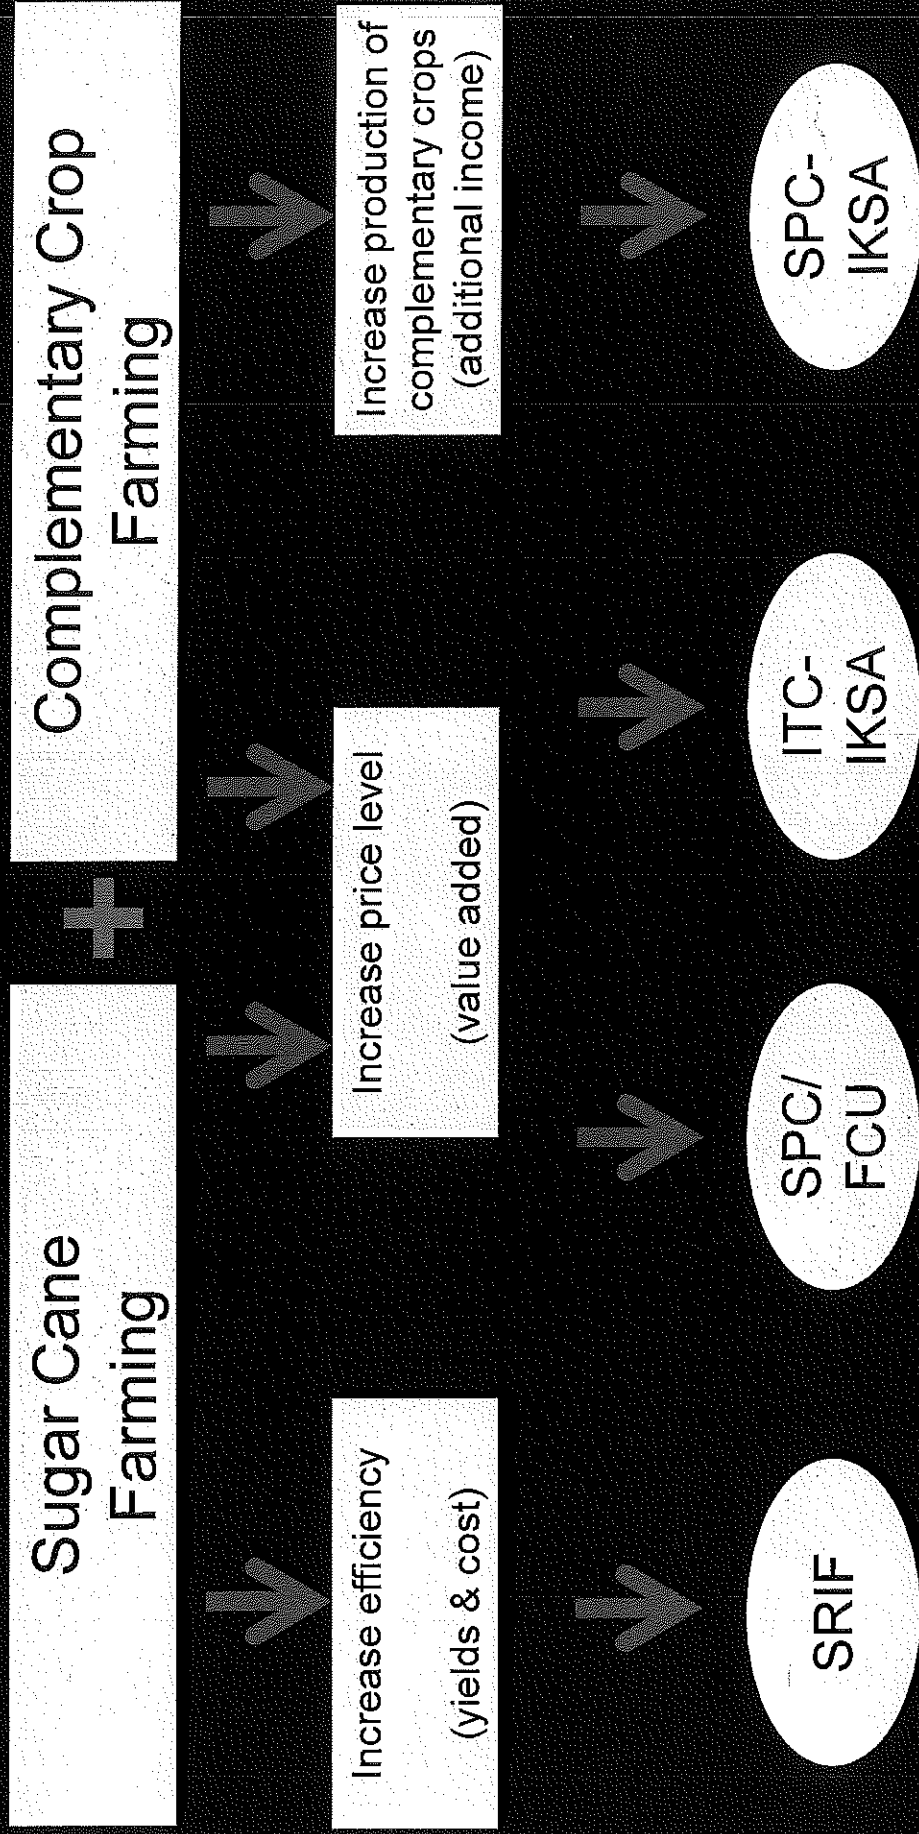 Sugar Cane
Farming
+
Complementary Crop
Farming
Increase efficiency
(yields & cost)
Increase price level
(value added)
Increase production of
complementary crops
(additional income)
SRIF
SPC/
FCU
ITC-
IKSA
SPC-
IKSA